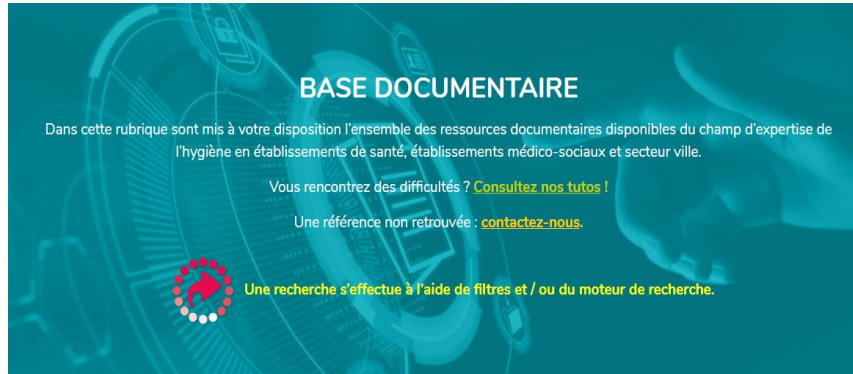 BASE DOCUMENTAIRE
Dans cette rubrique sont mis à votre disposition l'ensemble des ressources documentaires disponibles du champ d'expertise de
l'hygiène en établissements de santé, établissements médico-sociaux et secteur ville.
Vous rencontrez des difficultés ? Consultez nos tutos !
Une référence non retrouvée : contactez-nous.
Une recherche s'effectue à l'aide de filtres et / ou du moteur de recherche.